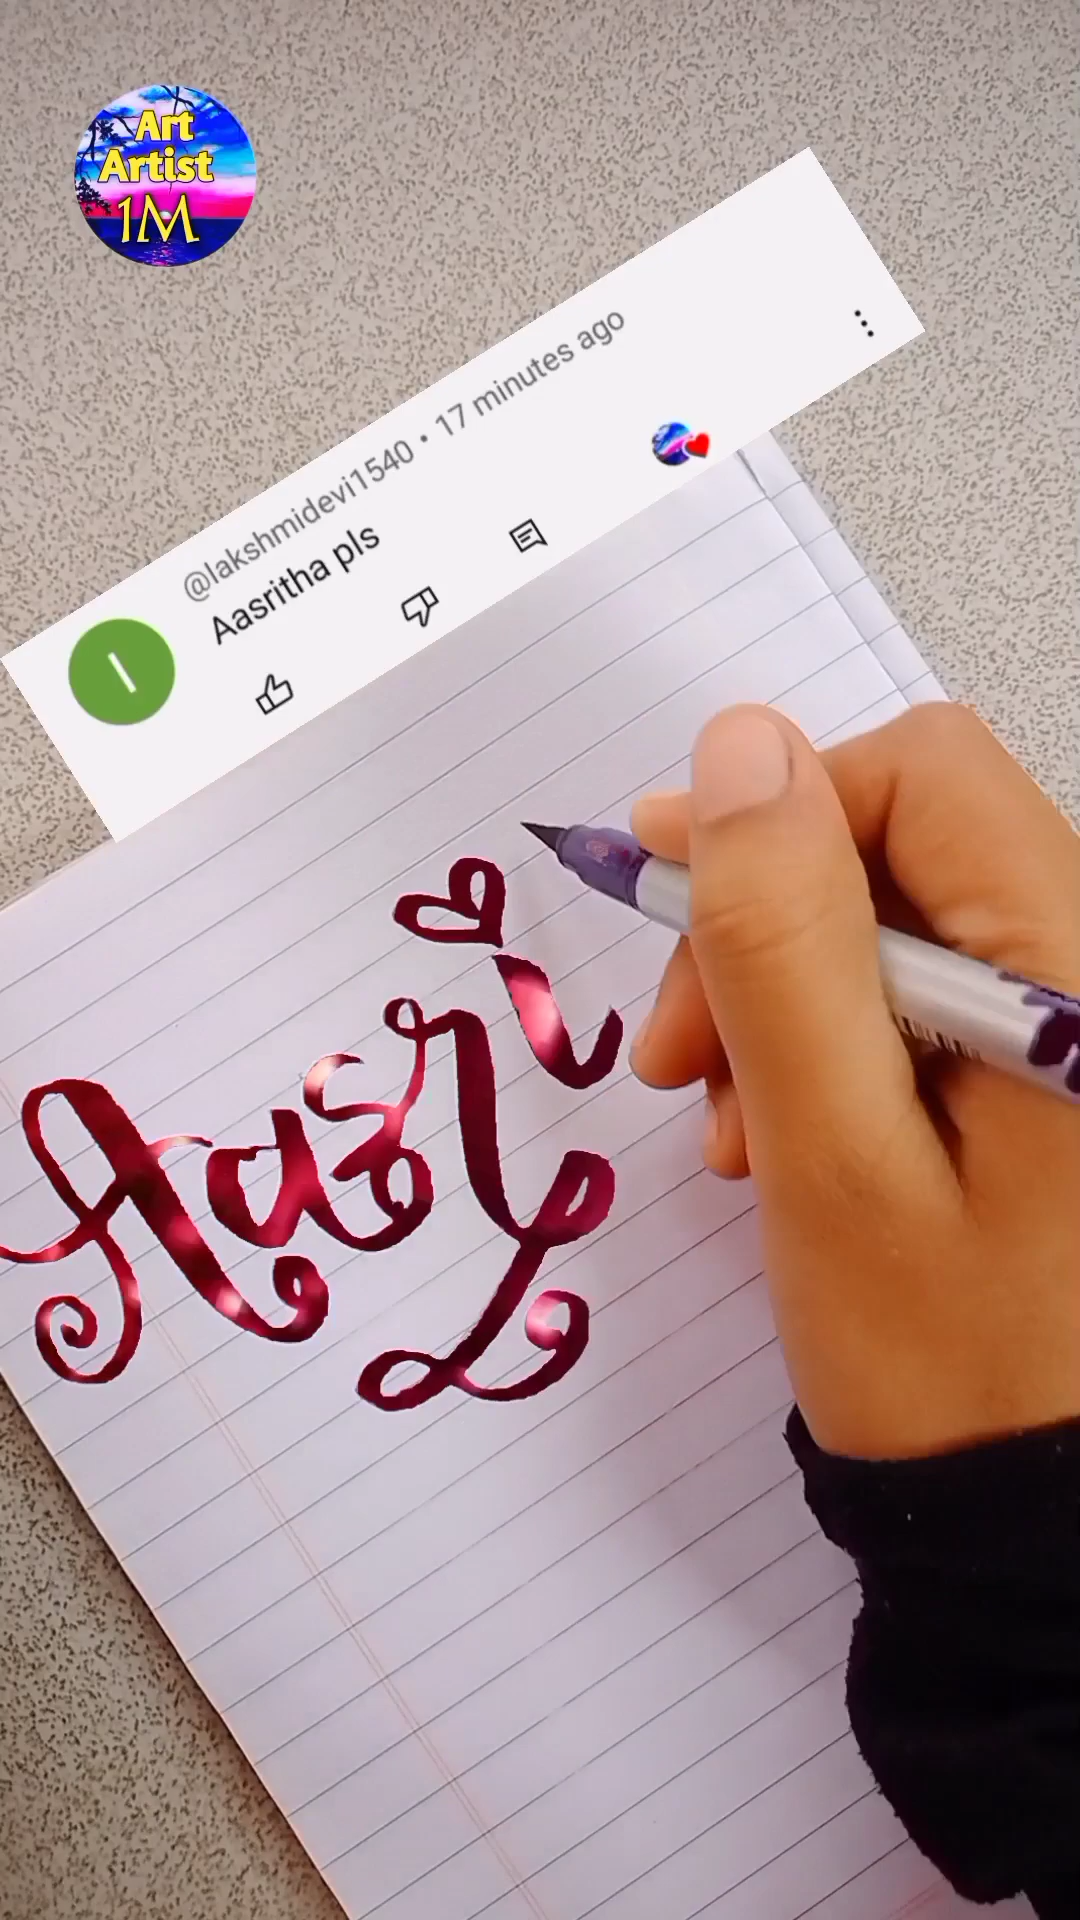 Art
Artist
1M
@lakshmidevi1540 • 17 minutes ago
Aasritha pls
I
Aasri